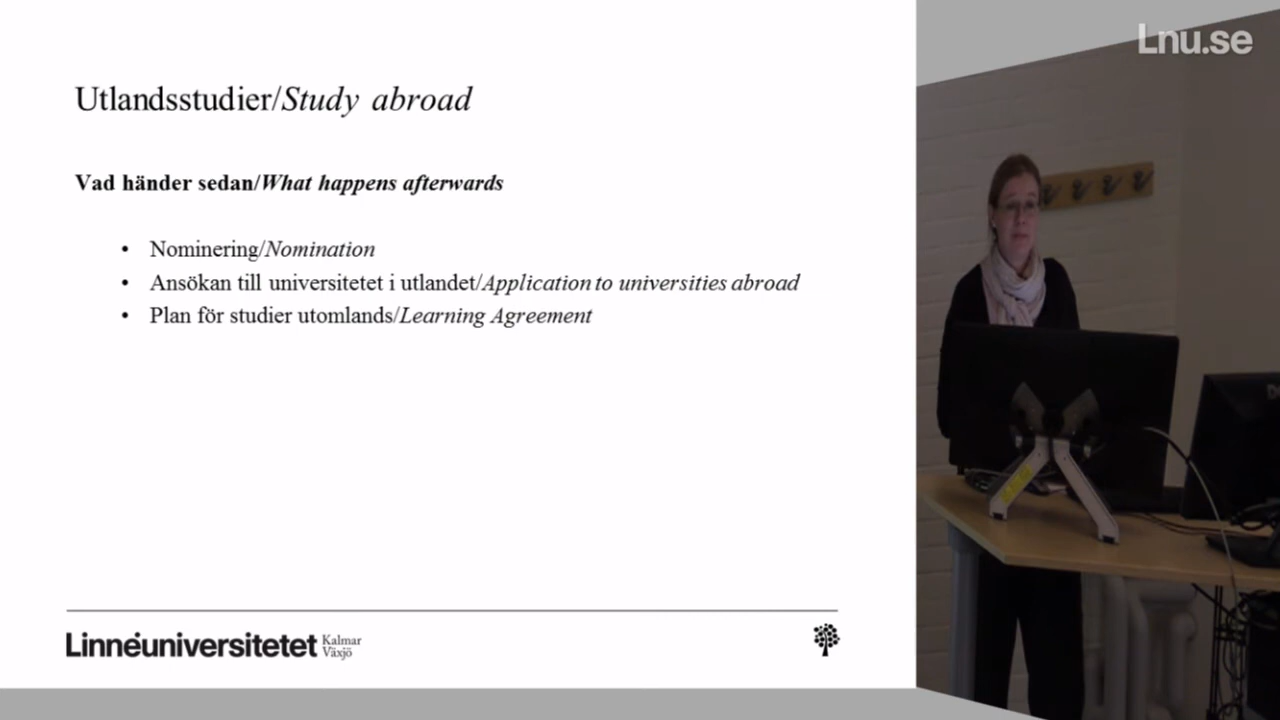 Lnu.se
Utlandsstudier/Study abroad
Vad händer sedan/What happens afterwards
• Nominering/Nomination
• Ansökan till universitetet i utlandet/Application to universities abroad
• Plan för studier utomlands/Learning Agreement
Linnéuniversitetet Kalmar
Växjö